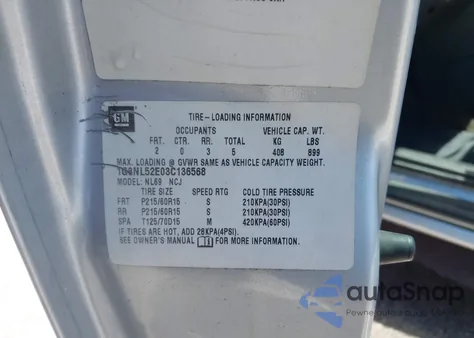 GM
TIRE-LOADING INFORMATION
OCCUPANTS VEHICLE CAP. WT.
FRT. CTR. RR. TOTAL KG LBS
2 0 3 5 408 899
MAX. LOADING @ GVWR SAME AS VEHICLE CAPACITY WEIGHT.
1G3NL52E03C136568
MODEL: NL69 NCJ
TIRE SIZE SPEED RTG COLD TIRE PRESSURE
FRT P215/60R15 S 210KPA(30PSI)
RR P215/60R15 S 210KPA(30PSI)
SPA T125/70D15 M 420KPA(60PSI)
IF TIRES ARE HOT, ADD 28KPA(4PSI).
SEE OWNER'S MANUAL FOR MORE INFORMATION.
autoSnap